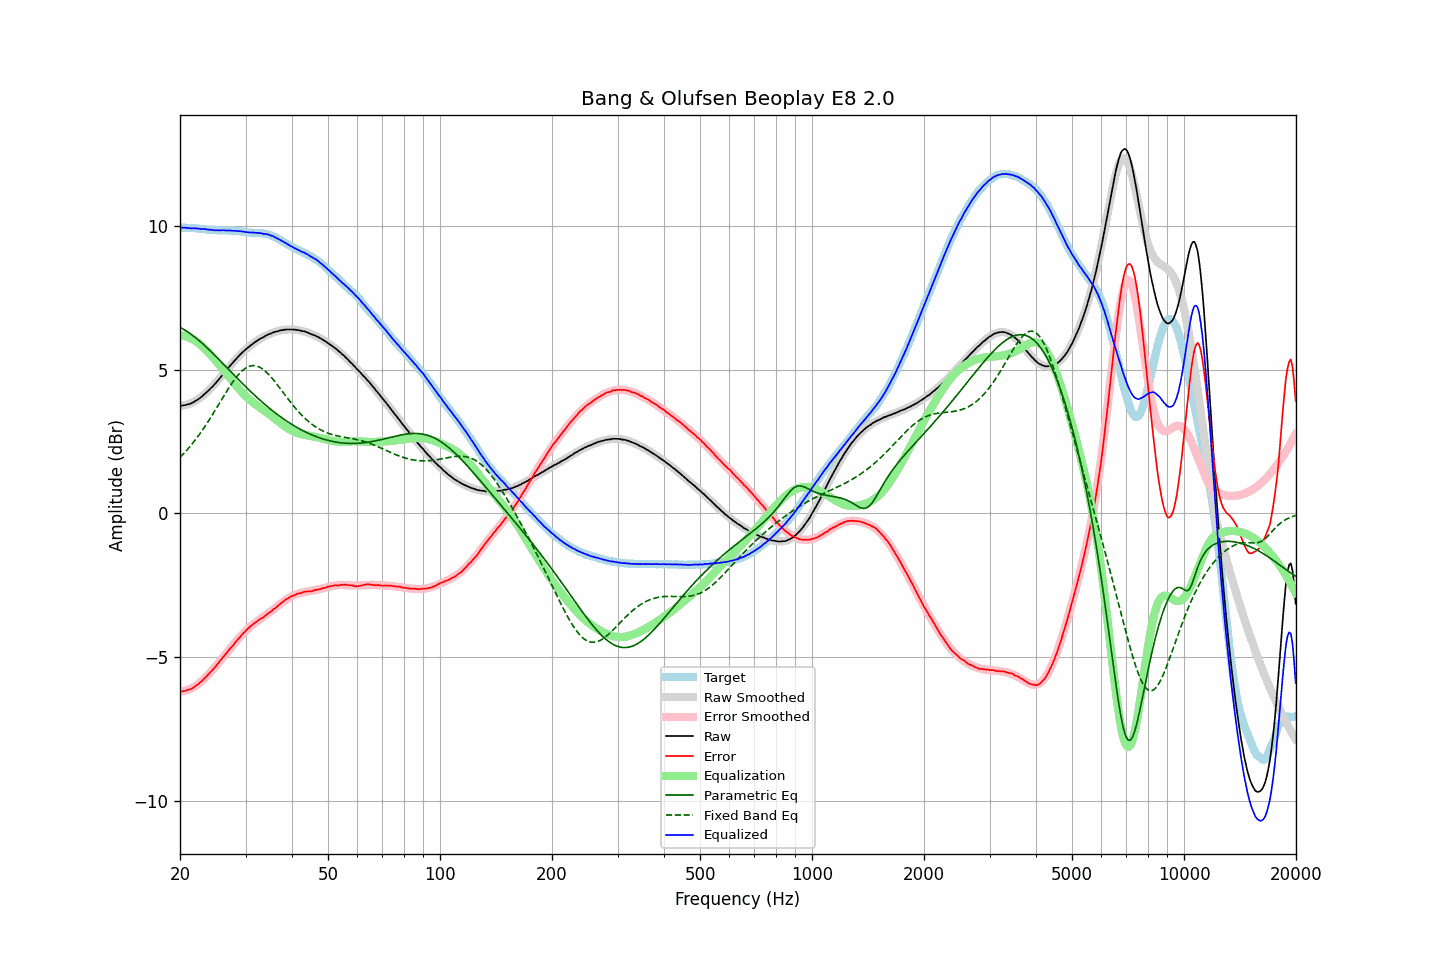 Bang & Olufsen Beoplay E8 2.0
Amplitude (dBr)
10
5
0
−5
−10
Target
Raw Smoothed
Error Smoothed
Raw
Error
Equalization
Parametric Eq
Fixed Band Eq
Equalized
20 50 100 200 500 1000 2000 5000 10000 20000
Frequency (Hz)